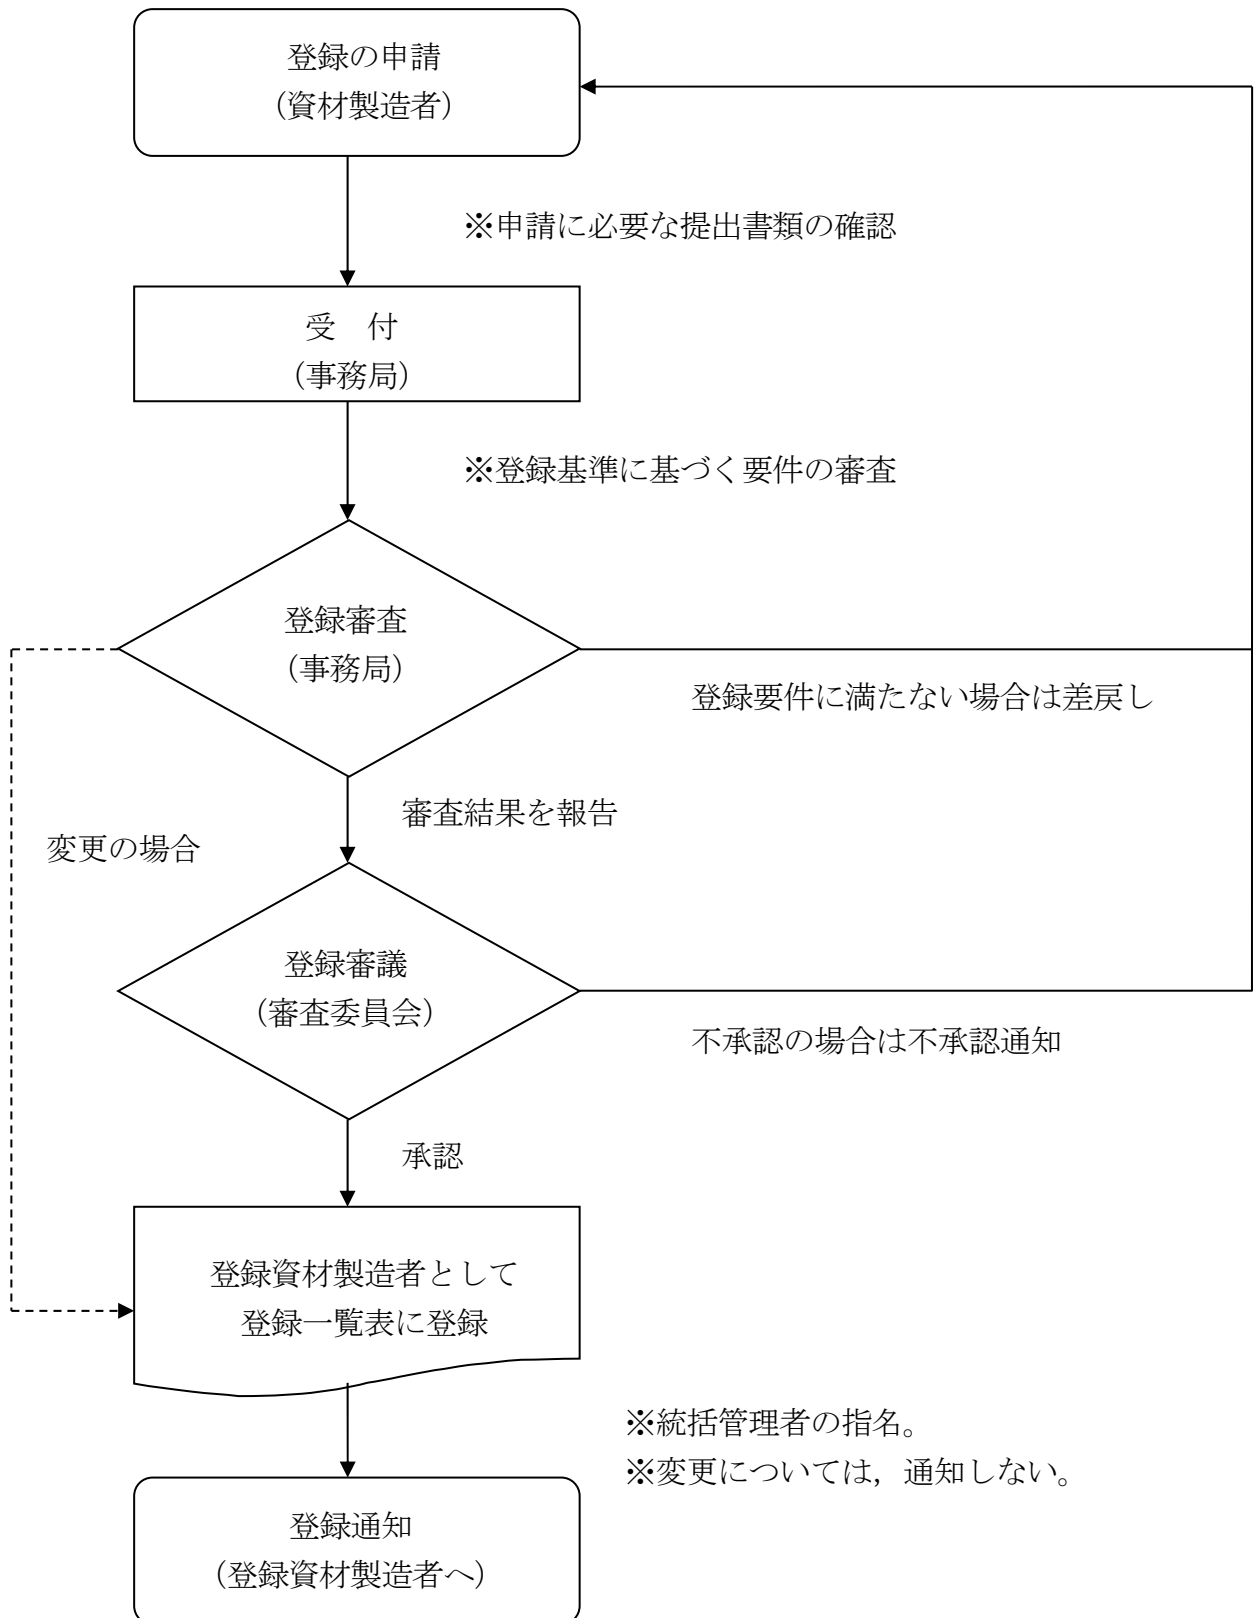 登録の申請
（資材製造者）
※申請に必要な提出書類の確認
受　付
（事務局）
※登録基準に基づく要件の審査
登録審査
（事務局）
登録要件に満たない場合は差戻し
審査結果を報告
変更の場合
登録審議
（審査委員会）
不承認の場合は不承認通知
承認
登録資材製造者として
登録一覧表に登録
※統括管理者の指名。
※変更については，通知しない。
登録通知
（登録資材製造者へ）